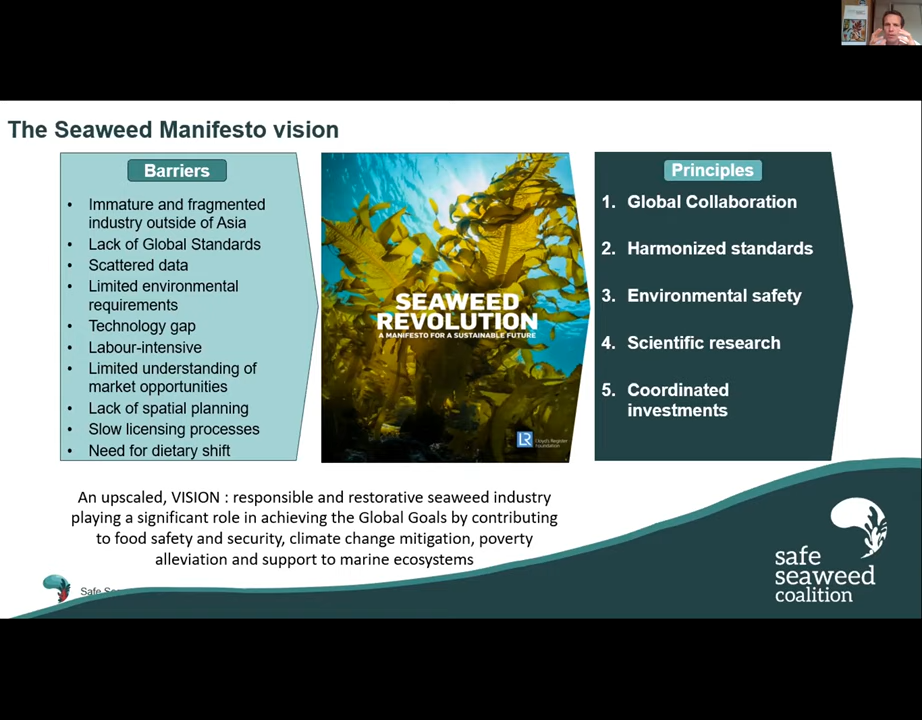 The Seaweed Manifesto vision
Barriers
• Immature and fragmented
industry outside of Asia
• Lack of Global Standards
• Scattered data
• Limited environmental
requirements
• Technology gap
• Labour-intensive
• Limited understanding of
market opportunities
• Lack of spatial planning
• Slow licensing processes
• Need for dietary shift
SEAWEED
REVOLUTION
A MANIFESTO FOR A SUSTAINABLE FUTURE
LR
Lloyd's Register
Foundation
Principles
1. Global Collaboration
2. Harmonized standards
3. Environmental safety
4. Scientific research
5. Coordinated
investments
An upscaled, VISION : responsible and restorative seaweed industry
playing a significant role in achieving the Global Goals by contributing
to food safety and security, climate change mitigation, poverty
alleviation and support to marine ecosystems
safe
seaweed
coalition
Safe